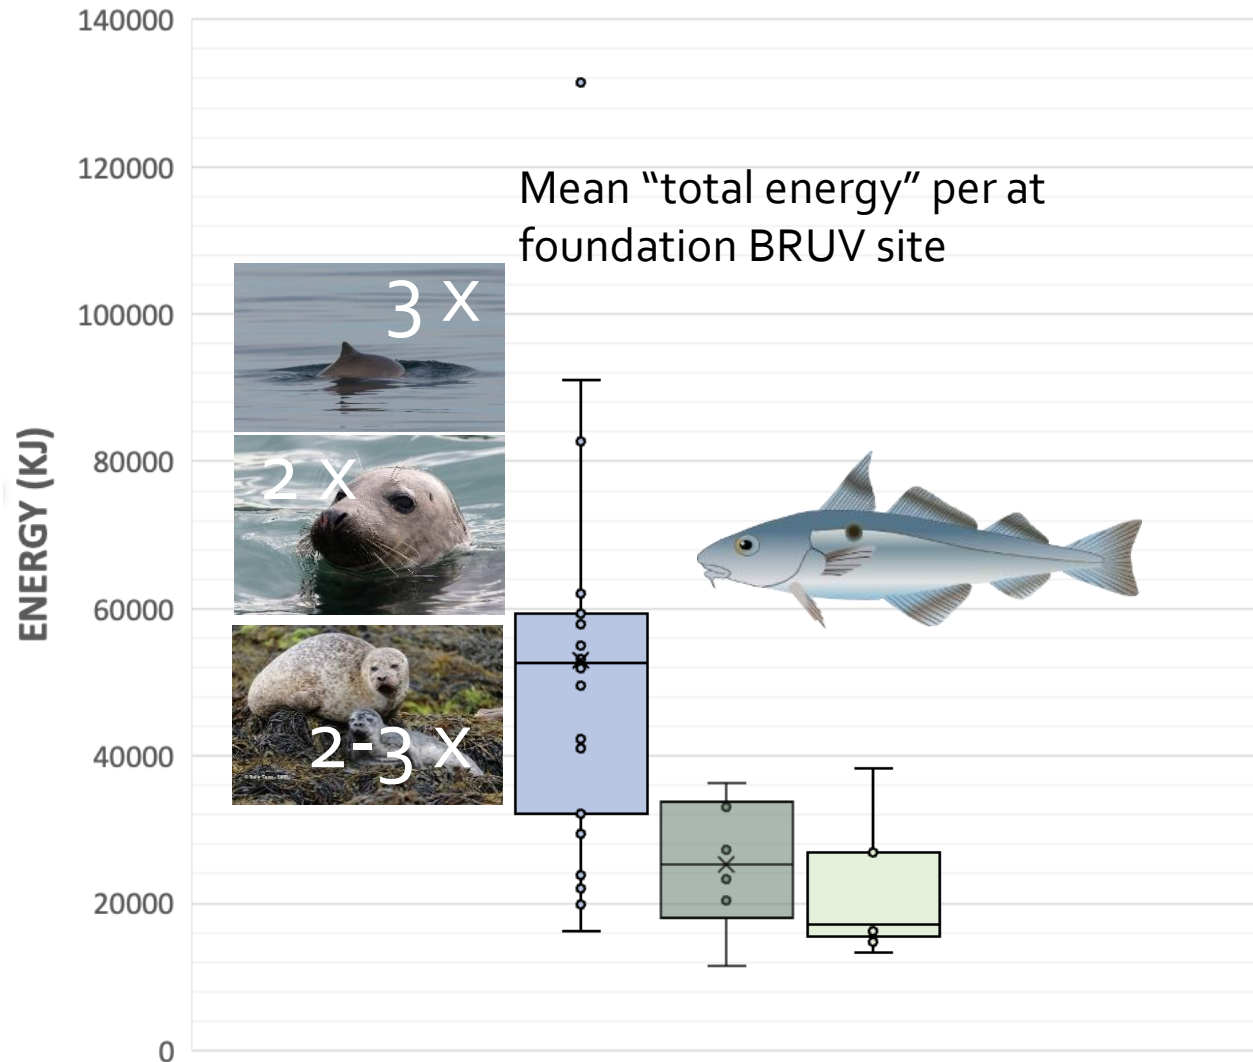 140000
120000
100000
80000
60000
40000
20000
0
ENERGY (KJ)
Mean “total energy” per at
foundation BRUV site
3 x
2 x
2-3 x